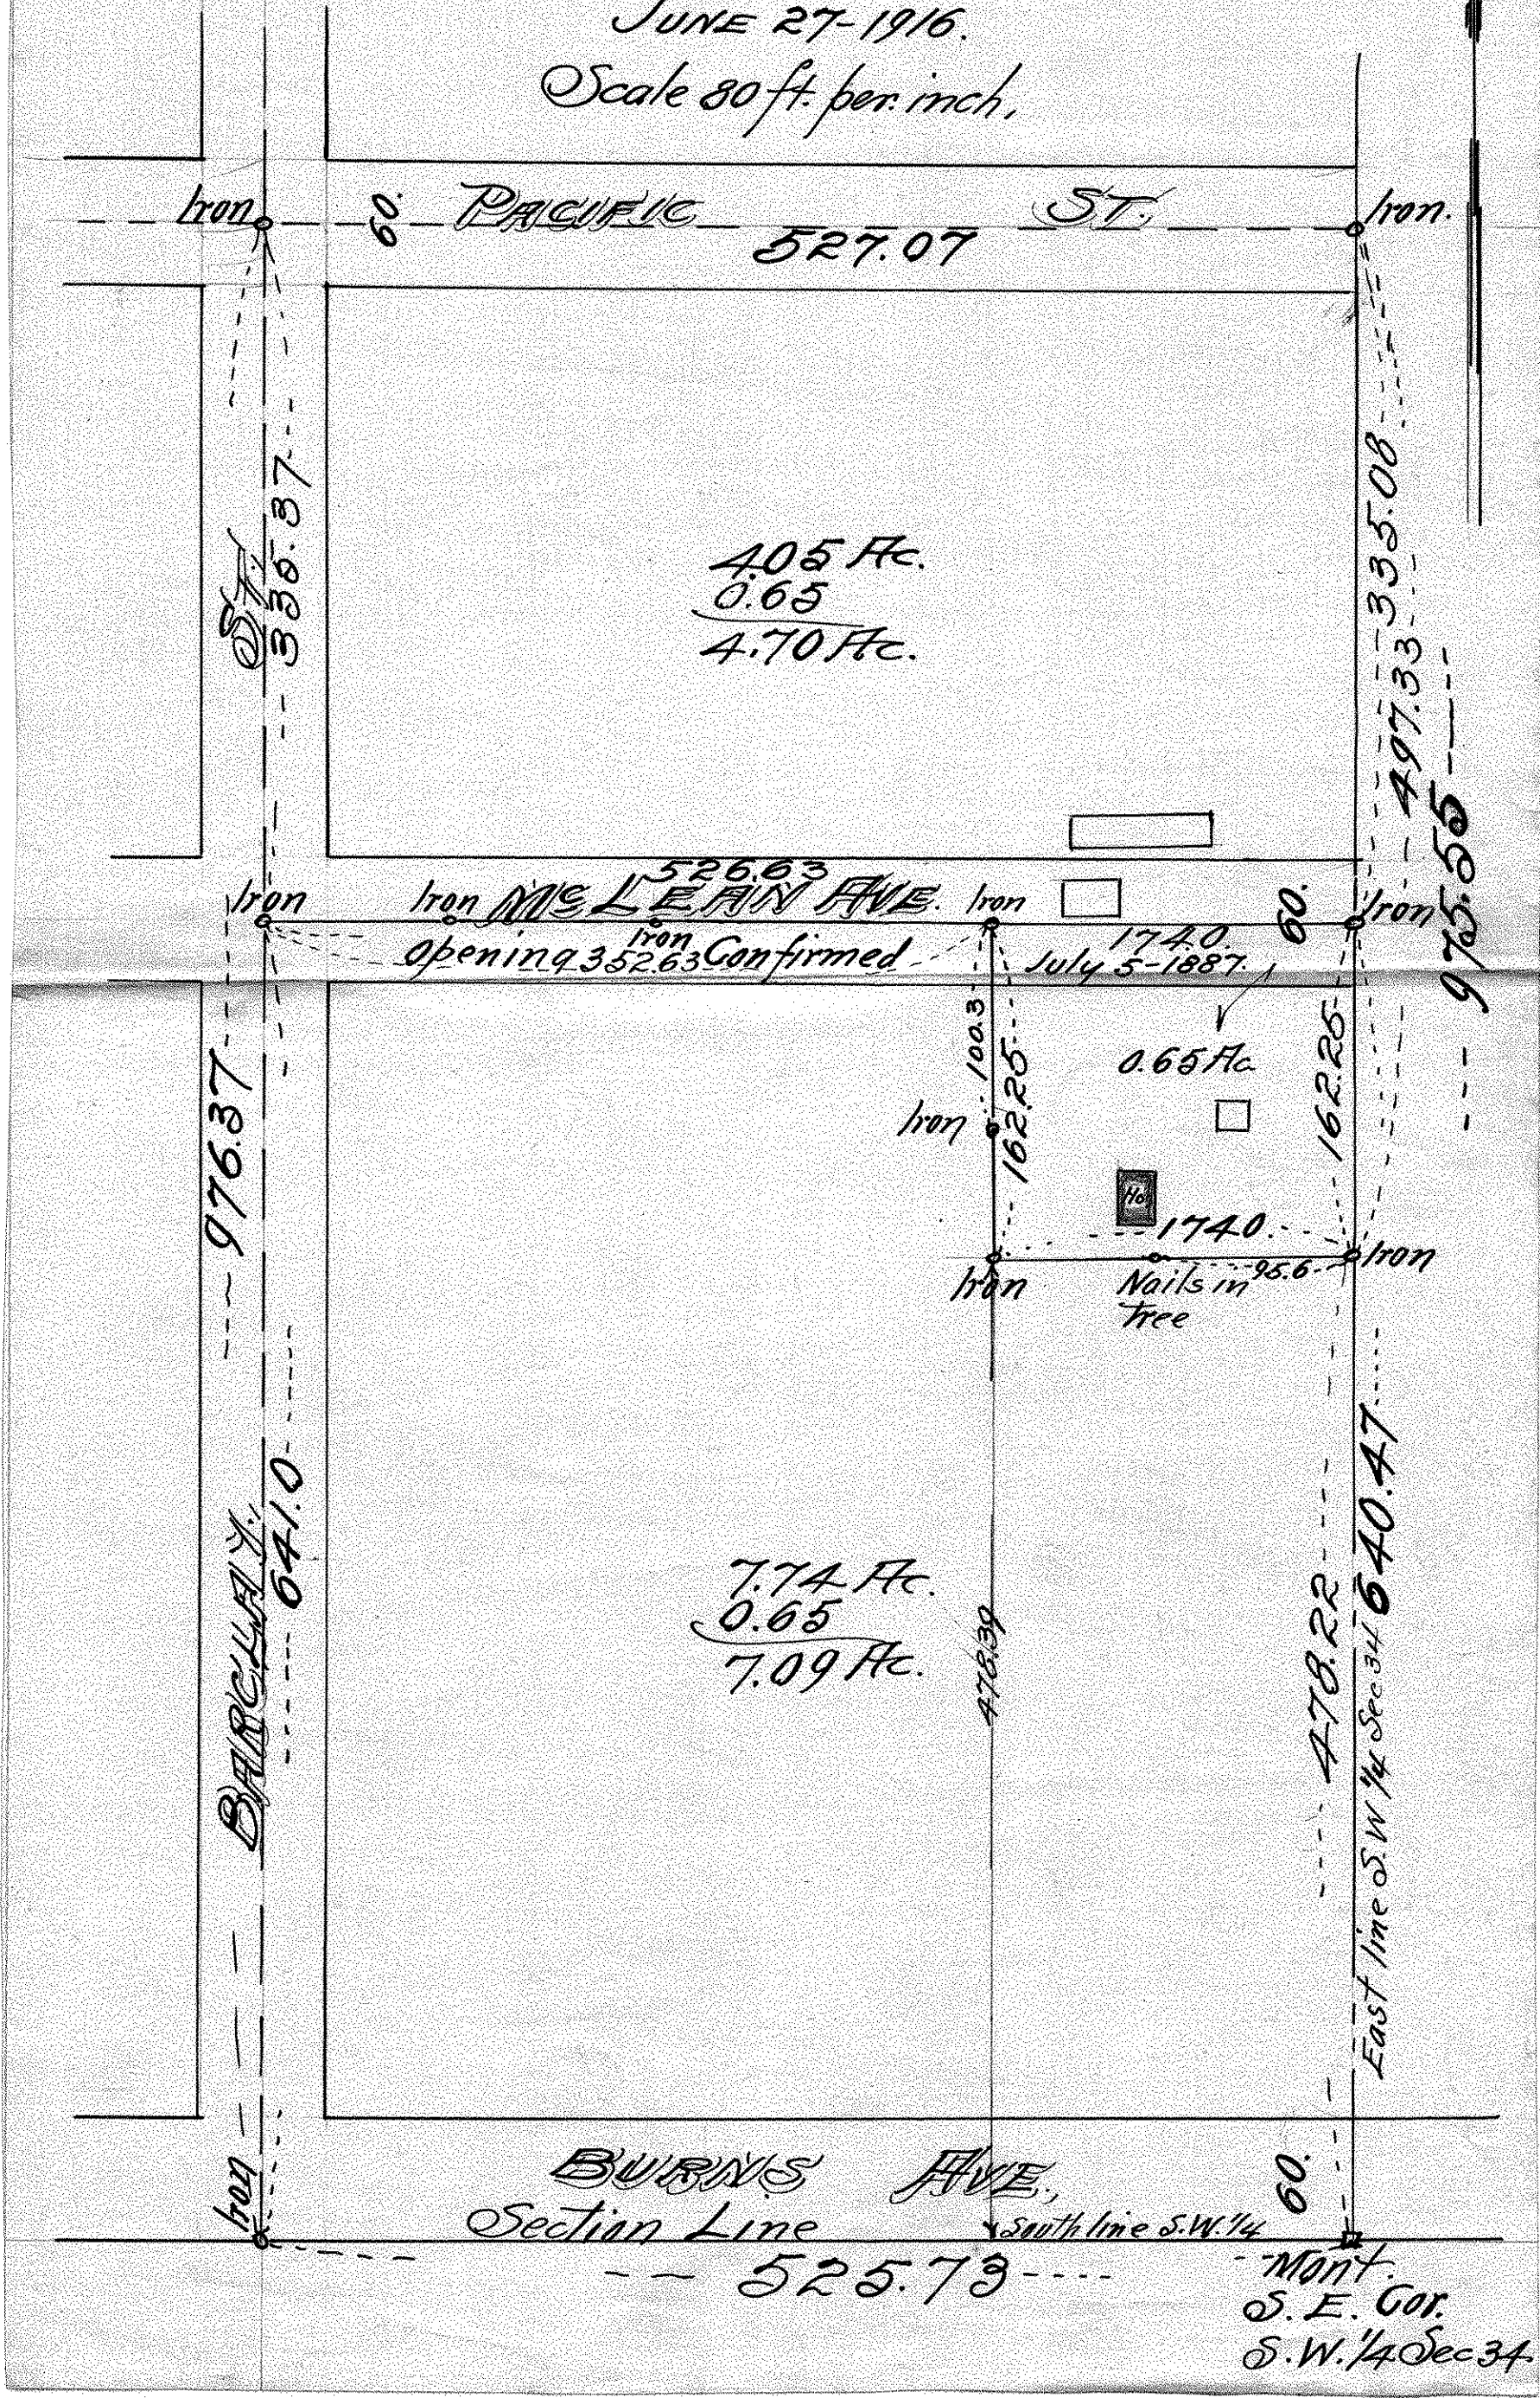 JUNE 27-1916.
Scale 80 ft. per. inch,
Iron
60.
PACIFIC ST.
Iron.
527.07
335.37
ST.
335.08
497.33
975.55
4.05 Ac.
0.65
4.70 Ac.
526.63
Iron
Iron
Mc LEAN AVE.
Iron
60.
Iron
Iron
Opening 352.63 Confirmed
174.0
July 5-1887.
976.37
100.3
162.25
0.65 Ac
162.25
Iron
Ho
174.0
Iron
Nails in
Tree
95.6
Iron
641.0
BARCLAY.
7.74 Ac.
0.65
7.09 Ac.
478.39
478.22
640.47
East line S.W 1/4 Sec 34
Iron
BURNS AVE.,
60.
Section Line
South line S.W. 1/4
525.73
Mont.
S. E. Cor.
S.W. 1/4 Sec 34